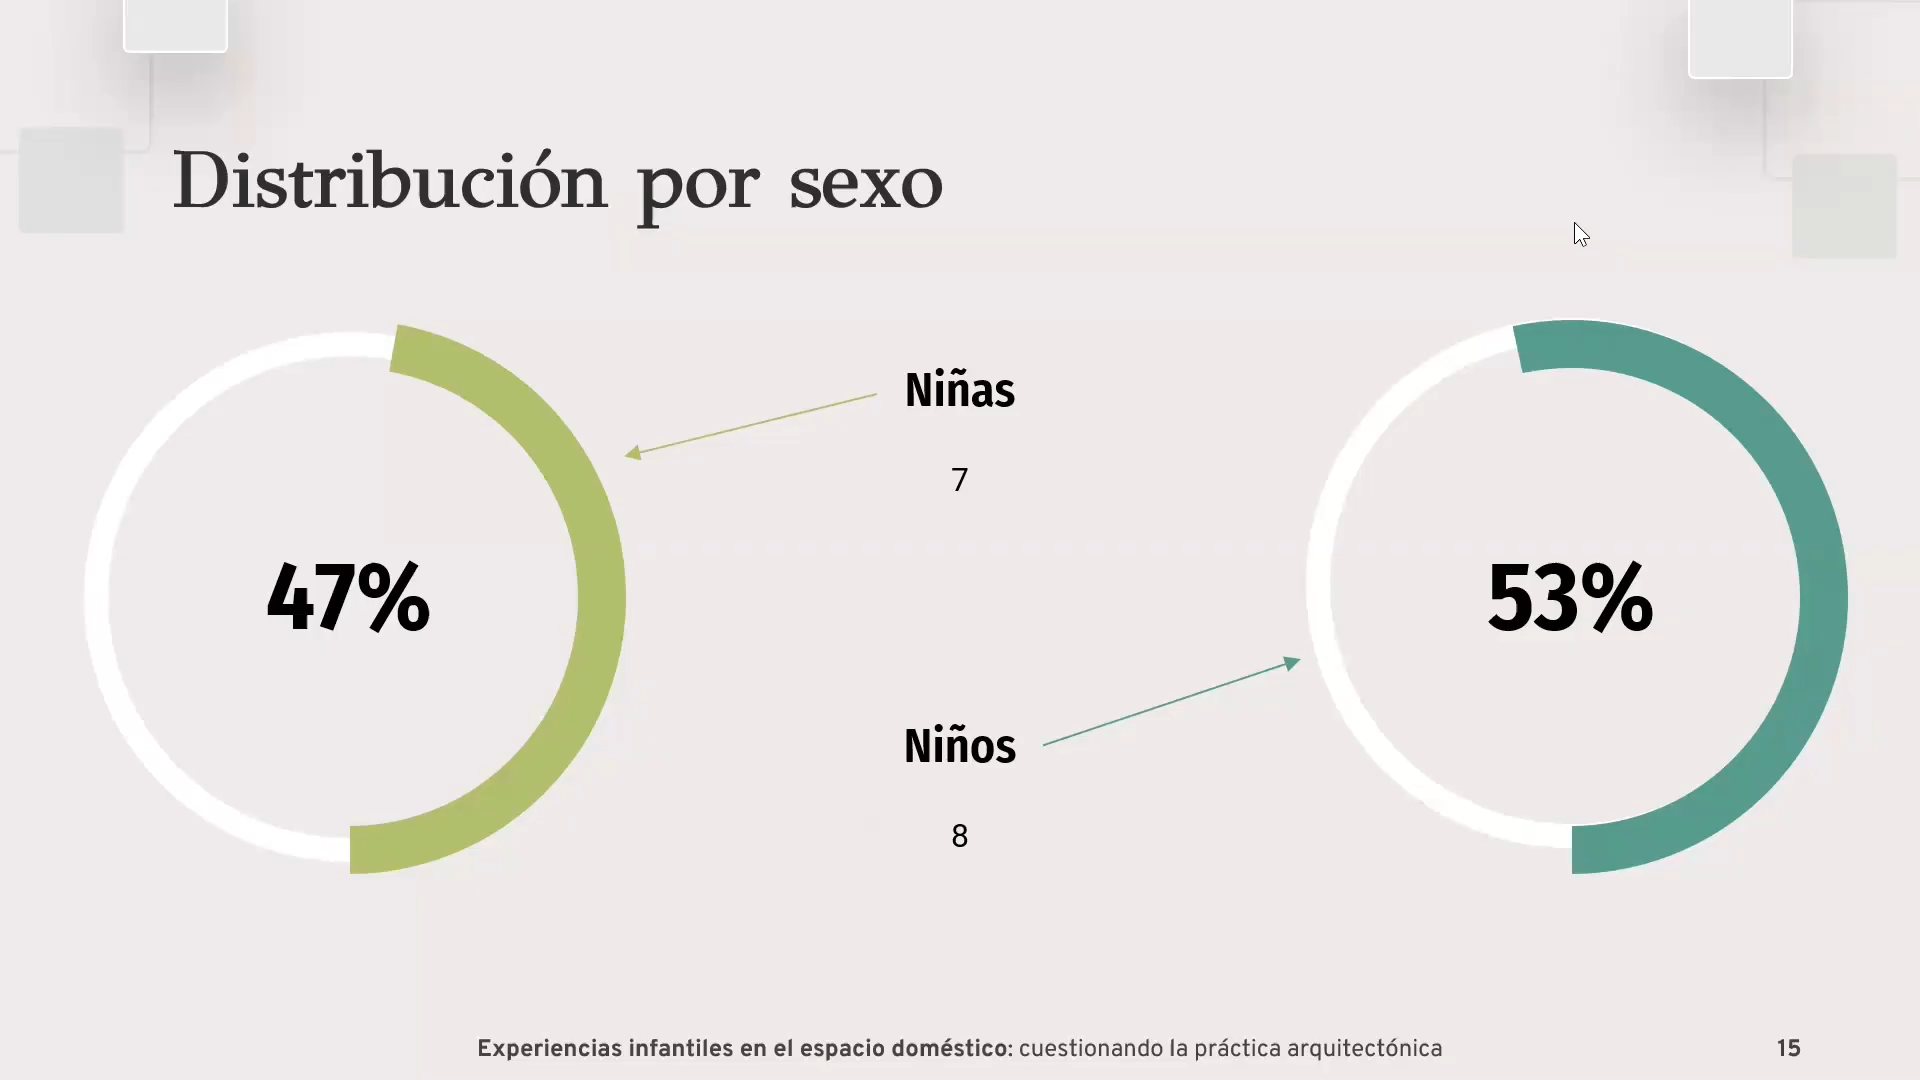 Distribución por sexo
Niñas
7
47%
53%
Niños
8
Experiencias infantiles en el espacio doméstico: cuestionando la práctica arquitectónica
15